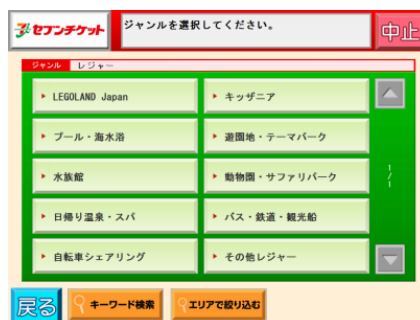 セブンチケット
ジャンルを選択してください。
中止
ジャンル レジャー
LEGOLAND Japan
キッザニア
プール・海水浴
遊園地・テーマパーク
水族館
動物園・サファリパーク
日帰り温泉・スパ
バス・鉄道・観光船
自転車シェアリング
その他レジャー
1/1
戻る
キーワード検索
エリアで絞り込む